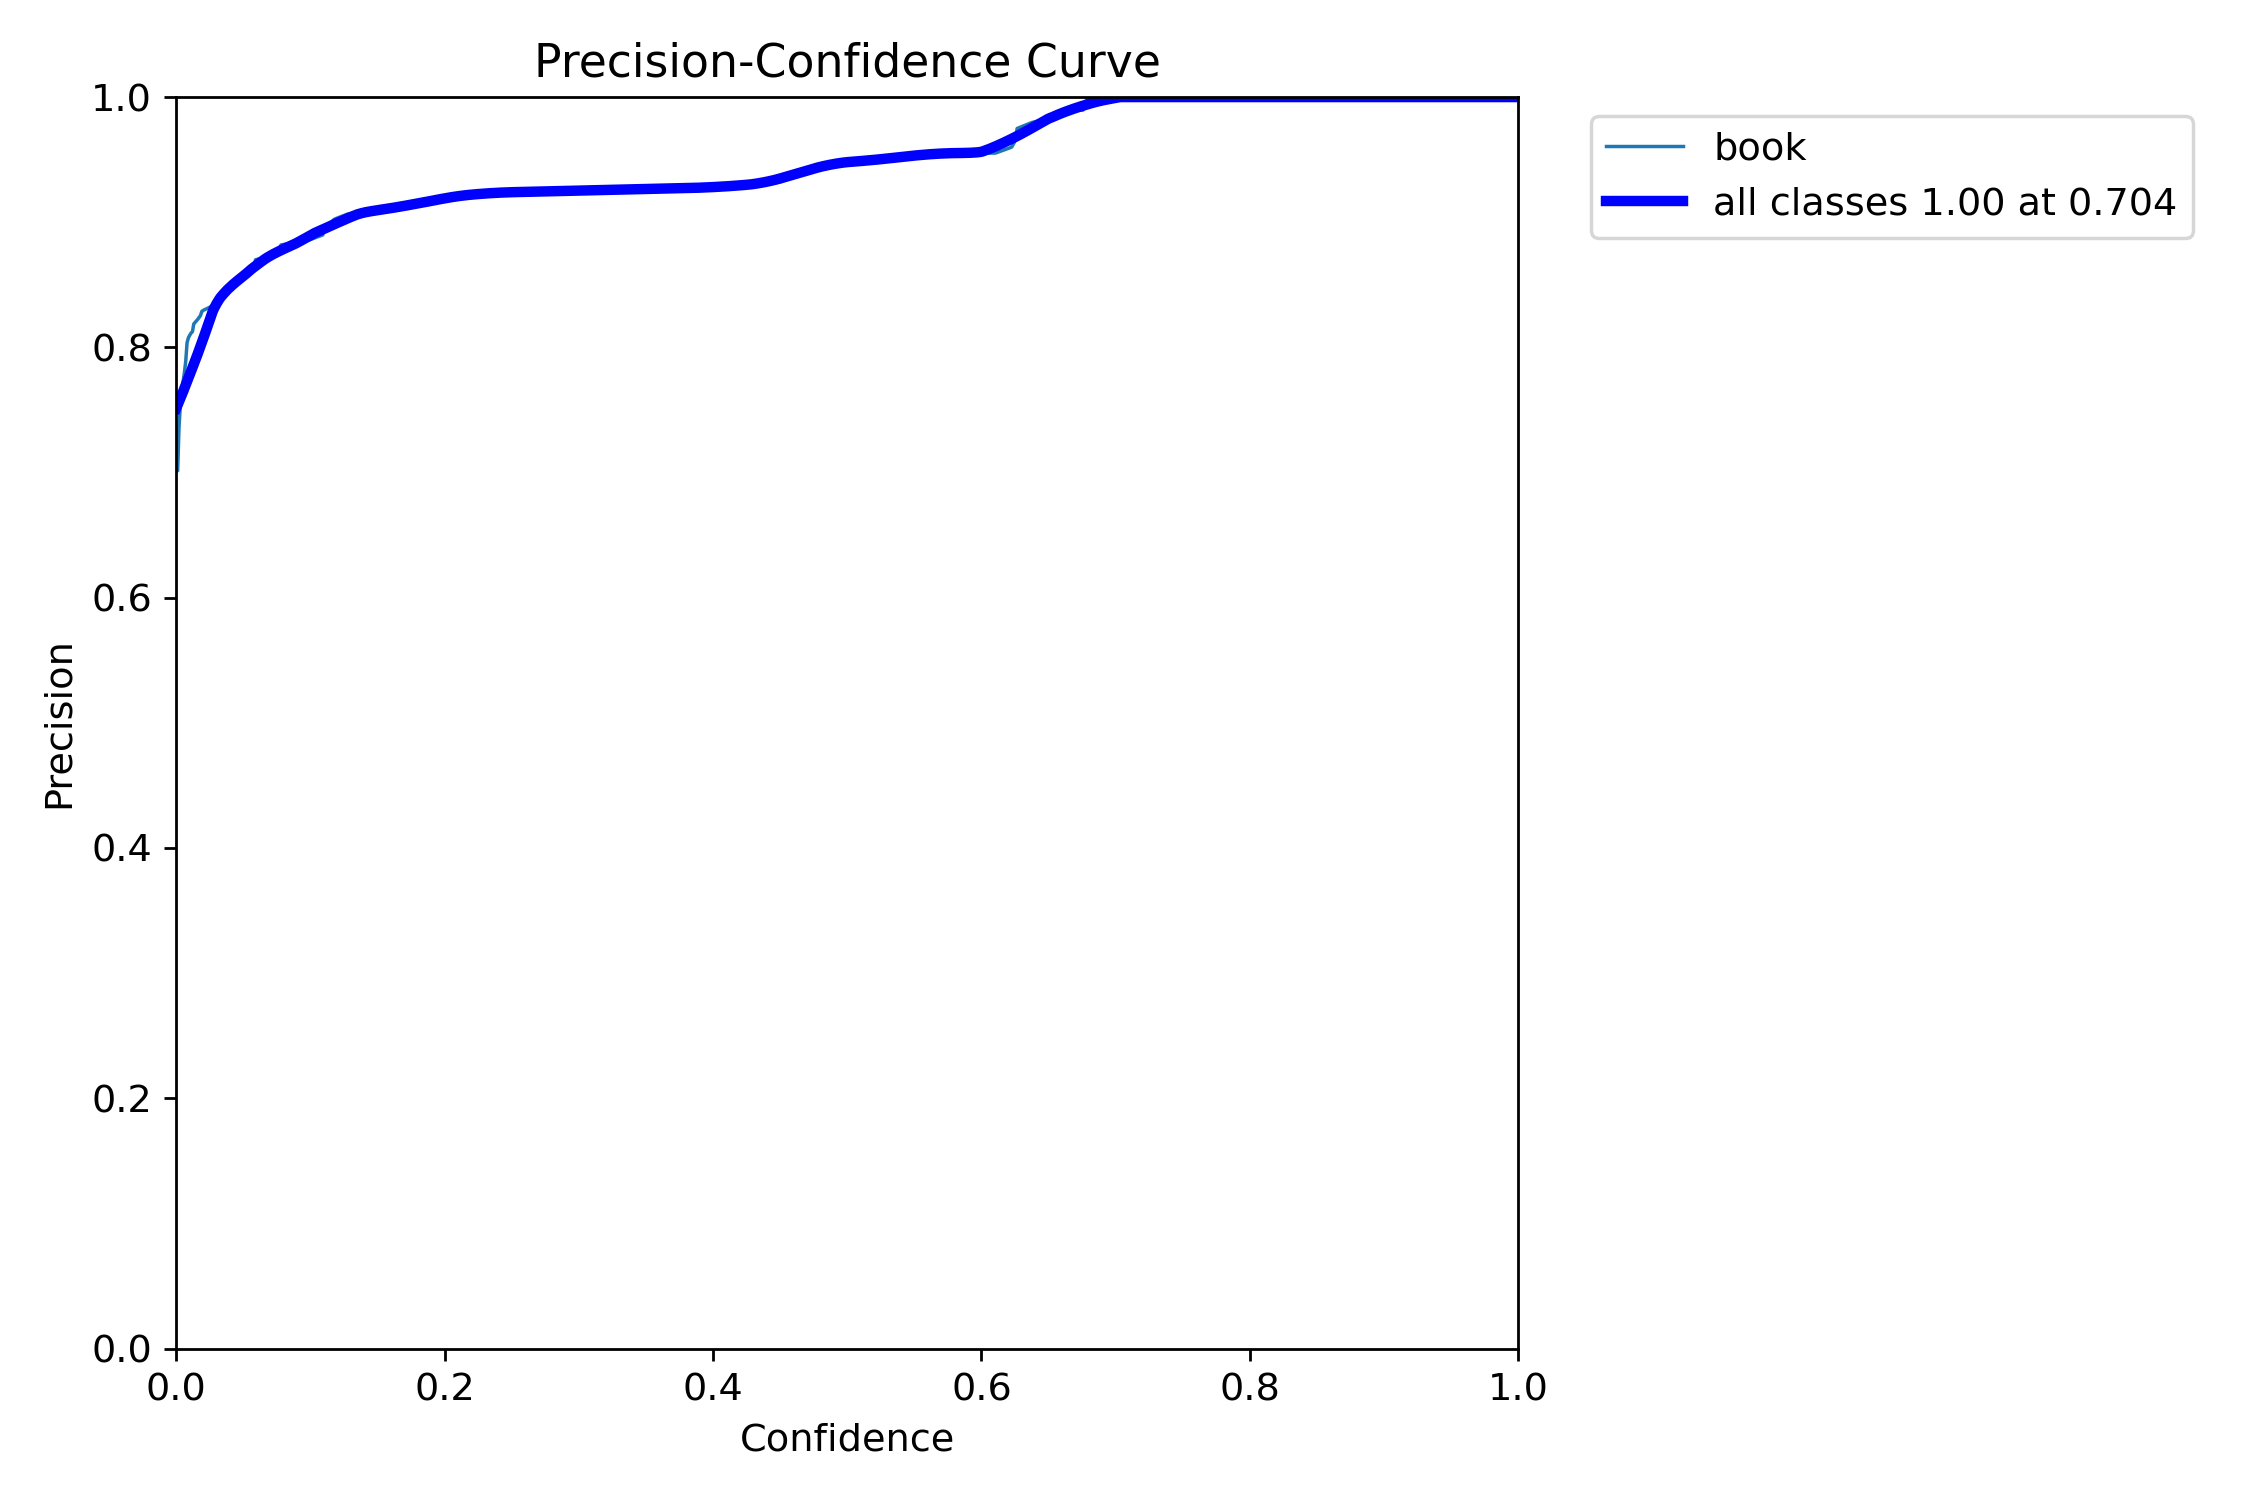 Precision-Confidence Curve
1.0
0.8
0.6
0.4
0.2
0.0
Precision
0.0 0.2 0.4 0.6 0.8 1.0
Confidence
book
all classes 1.00 at 0.704